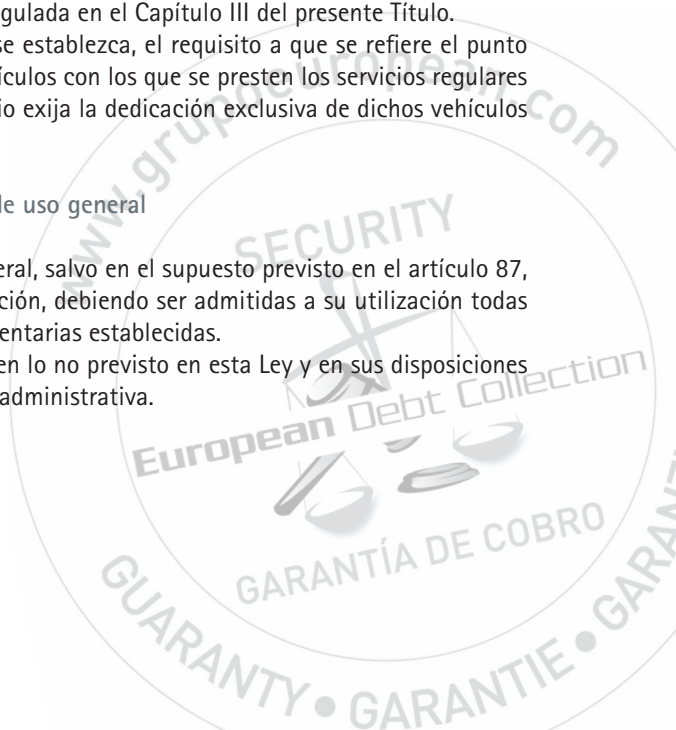 gulada en el Capítulo III del presente Título.
se establezca, el requisito a que se refiere el punto
ículos con los que se presten los servicios regulares
io exija la dedicación exclusiva de dichos vehículos
de uso general
eral, salvo en el supuesto previsto en el artículo 87,
ción, debiendo ser admitidas a su utilización todas
entarias establecidas.
en lo no previsto en esta Ley y en sus disposiciones
administrativa.
www.grupoeuropean.com
SECURITY
European Debt Collection
GARANTÍA DE COBRO
GUARANTY • GARANTIE • GARANT